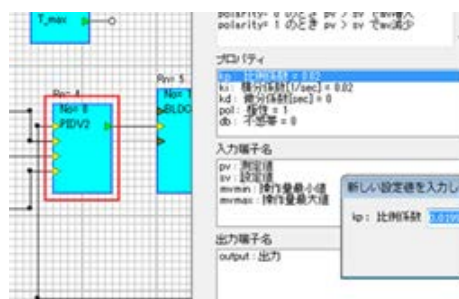 T_max
polarity= 0 のとき pv > sv でmv増大
polarity= 1 のとき pv > sv でmv減少
プロパティ
kp : 比例係数 = 0.02
ki : 積分係数[1/sec] = 0.02
kd : 微分係数[sec] = 0
pol : 極性 = 1
db : 不感帯 = 0
Rn= 5
Rn= 4
No= 0
PIDV2
入力端子名
pv : 測定値
sv : 設定値
mvmin : 操作量最小値
mvmax : 操作量最大値
新しい設定値を入力し
kp : 比例係数
出力端子名
output : 出力